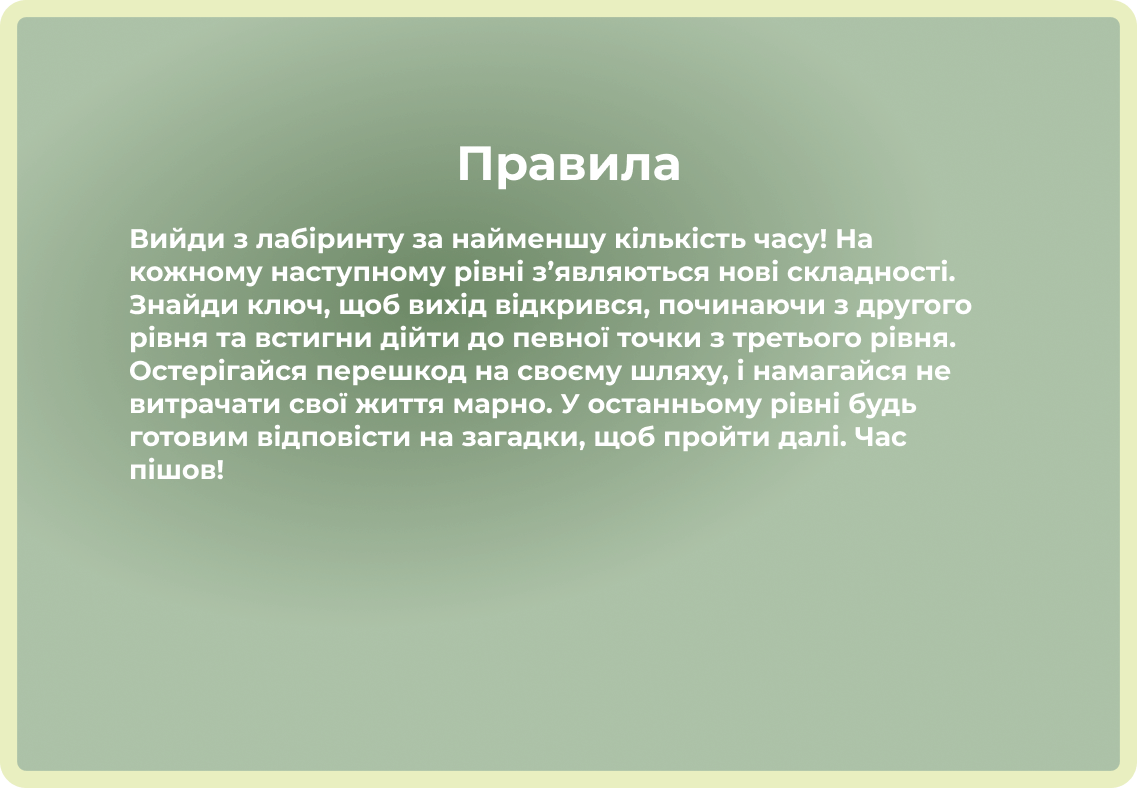 Правила
Вийди з лабіринту за найменшу кількість часу! На
кожному наступному рівні з’являються нові складності.
Знайди ключ, щоб вихід відкрився, починаючи з другого
рівня та встигни дійти до певної точки з третього рівня.
Остерігайся перешкод на своєму шляху, і намагайся не
витрачати свої життя марно. У останньому рівні будь
готовим відповісти на загадки, щоб пройти далі. Час
пішов!